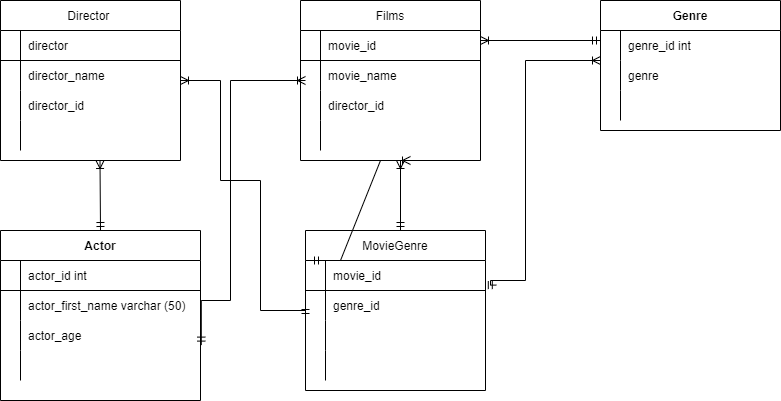 Director
director
director_name
director_id
Films
movie_id
movie_name
director_id
Genre
genre_id int
genre
Actor
actor_id int
actor_first_name varchar (50)
actor_age
MovieGenre
movie_id
genre_id